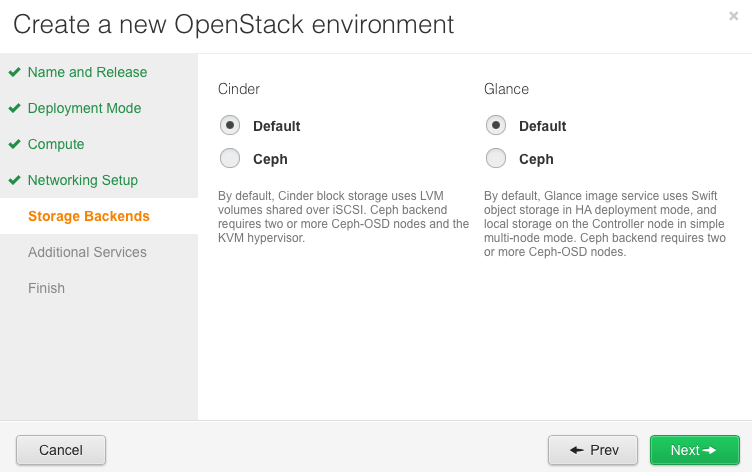 Create a new OpenStack environment
×
Name and Release
Deployment Mode
Compute
Networking Setup
Storage Backends
Additional Services
Finish
Cinder
Default
Ceph
By default, Cinder block storage uses LVM
volumes shared over iSCSI. Ceph backend
requires two or more Ceph-OSD nodes and the
KVM hypervisor.
Glance
Default
Ceph
By default, Glance image service uses Swift
object storage in HA deployment mode, and
local storage on the Controller node in simple
multi-node mode. Ceph backend requires two
or more Ceph-OSD nodes.
Cancel
Prev
Next